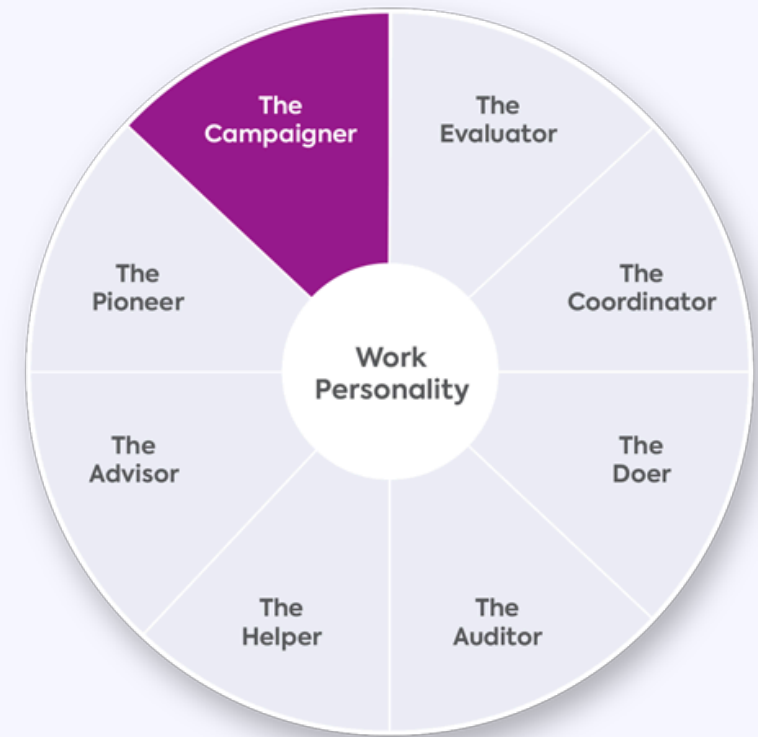 The
Campaigner
The
Evaluator
The
Pioneer
The
Coordinator
Work
Personality
The
Advisor
The
Doer
The
Helper
The
Auditor